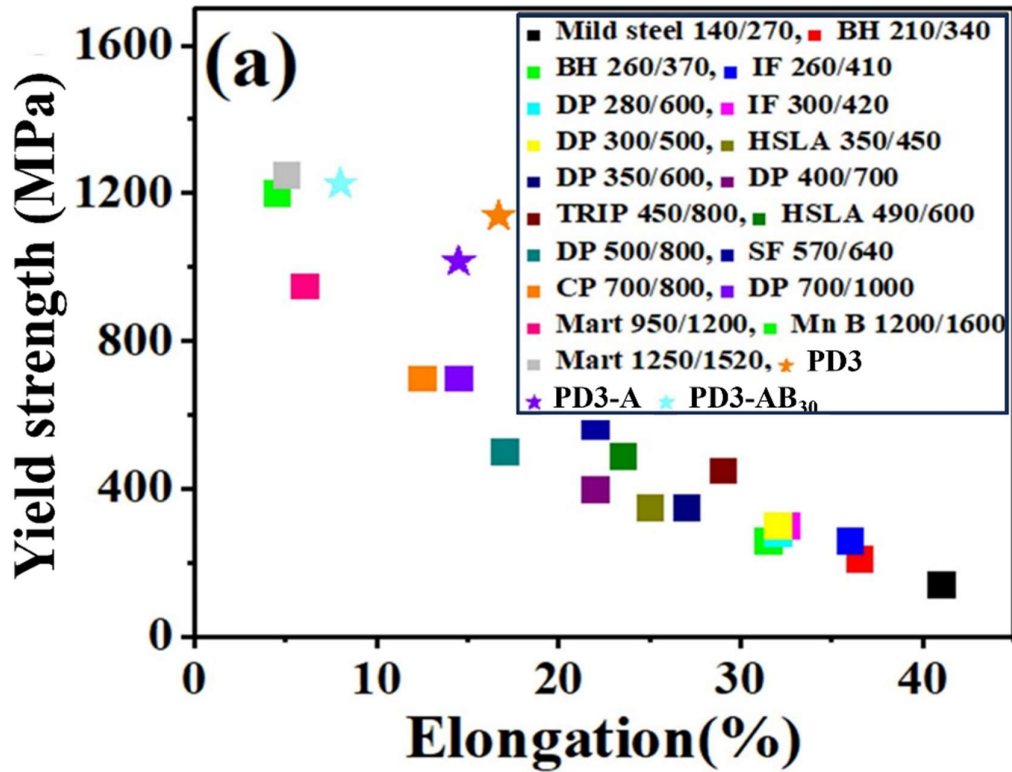 (a)
Mild steel 140/270, BH 210/340
BH 260/370, IF 260/410
DP 280/600, IF 300/420
DP 300/500, HSLA 350/450
DP 350/600, DP 400/700
TRIP 450/800, HSLA 490/600
DP 500/800, SF 570/640
CP 700/800, DP 700/1000
Mart 950/1200, Mn B 1200/1600
Mart 1250/1520, PD3
PD3-A PD3-AB₃₀
Yield strength (MPa)
1600
1200
800
400
0
0 10 20 30 40
Elongation(%)